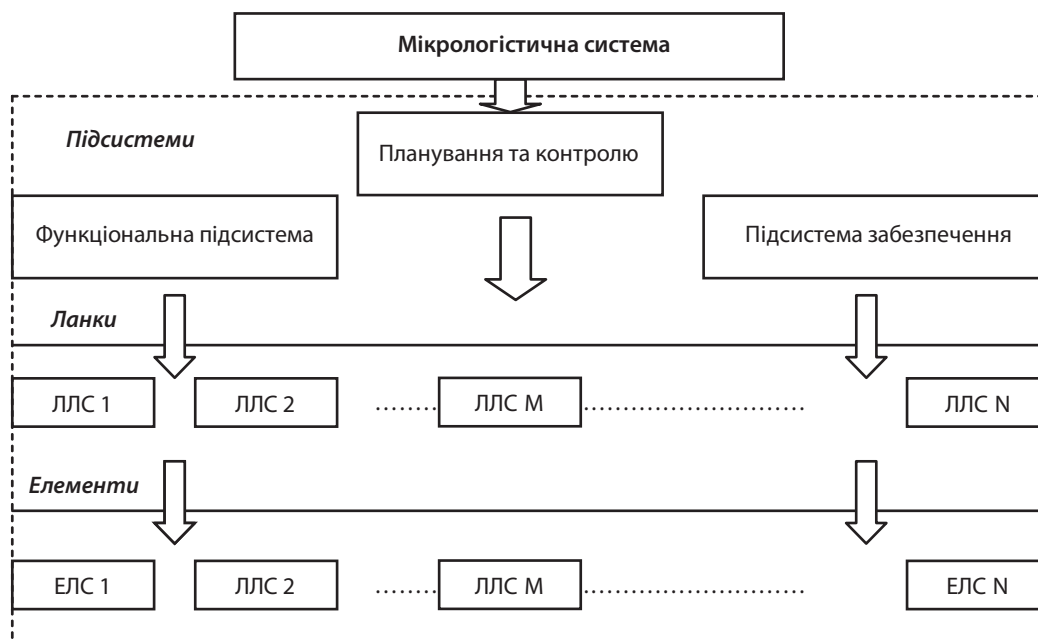 Мікрологістична система
Підсистеми
Планування та контролю
Функціональна підсистема
Підсистема забезпечення
Ланки
ЛЛС 1 ЛЛС 2 ........ ЛЛС М ............................. ЛЛС N
Елементи
ЕЛС 1 ЛЛС 2 ........ ЛЛС М ............................. ЕЛС N